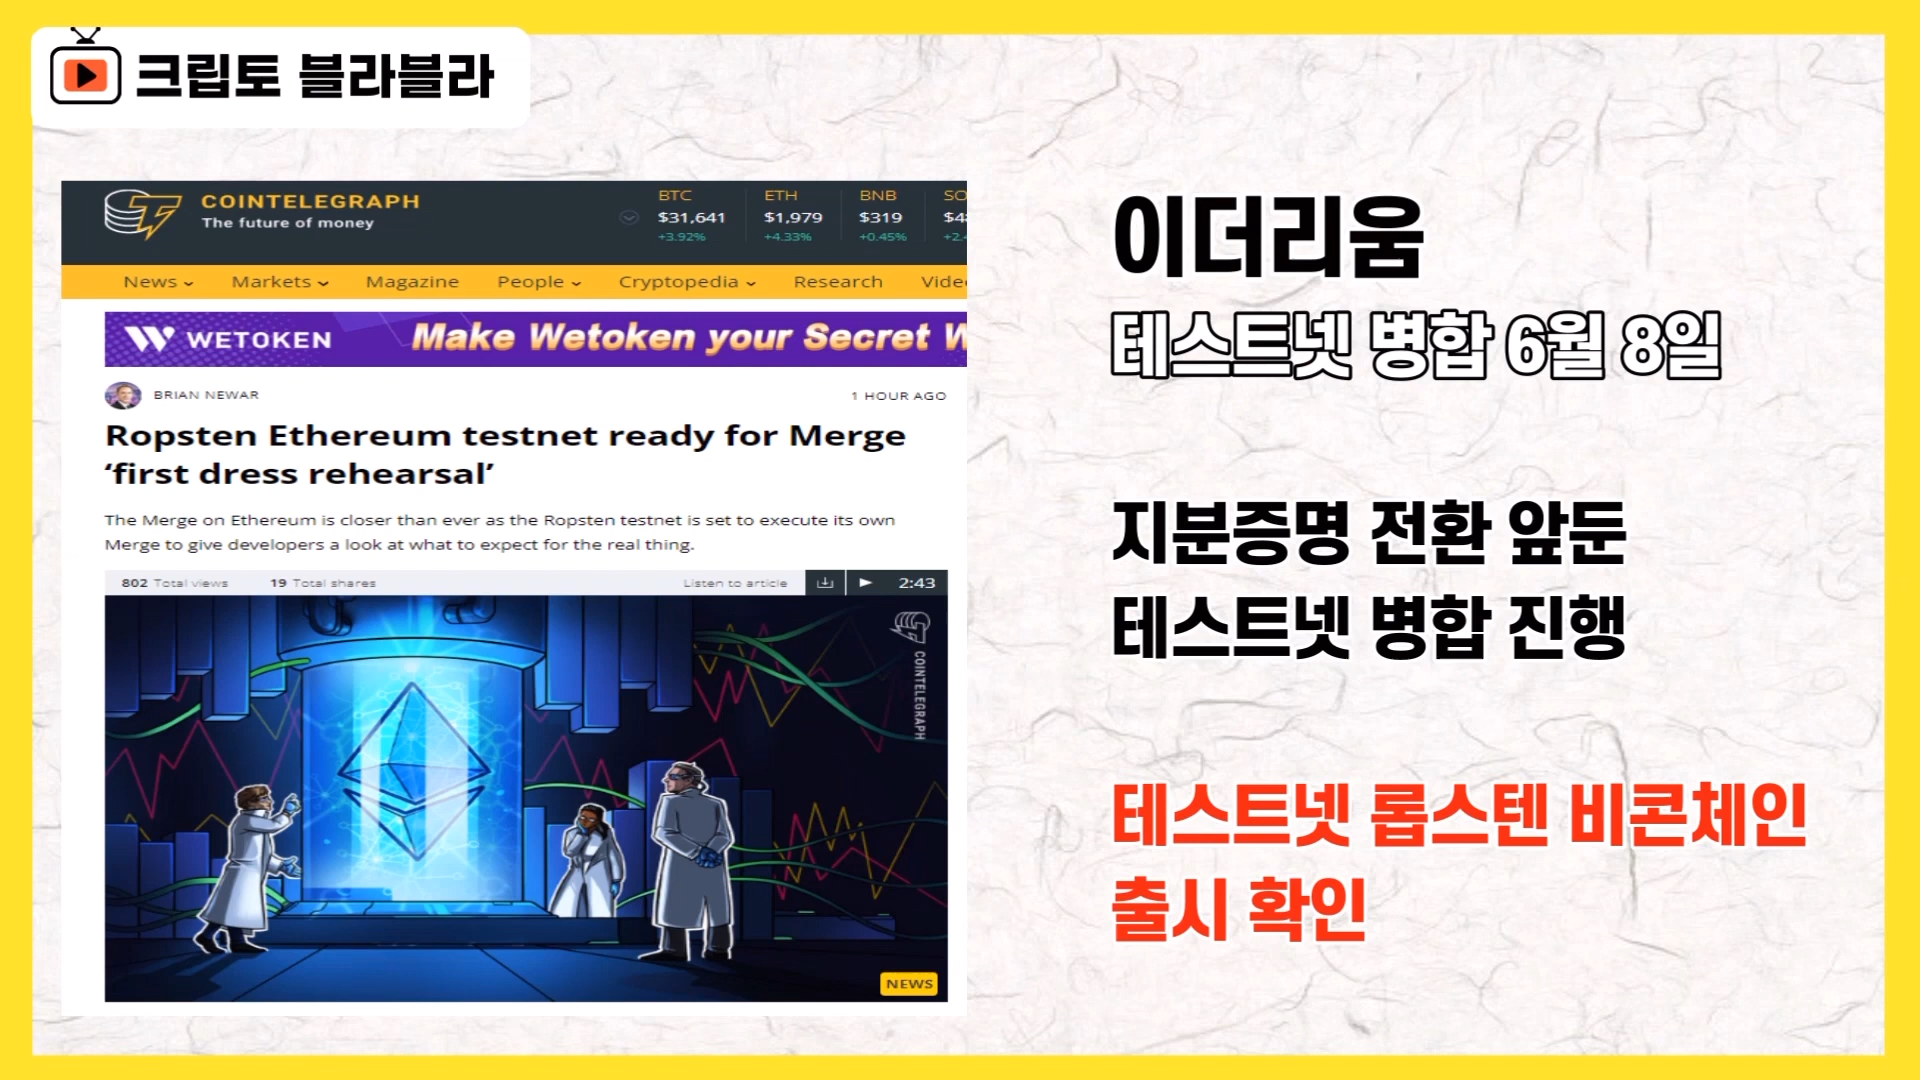 크립토 블라블라
COINTELEGRAPH
The future of money
BTC ETH BNB SO
$31,641 $1,979 $319
+3.92% +4.33% +0.45% +2.
News Markets Magazine People Cryptopedia Research Video
WETOKEN Make Wetoken your Secret W
BRIAN NEWAR 1 HOUR AGO
Ropsten Ethereum testnet ready for Merge
‘first dress rehearsal’
The Merge on Ethereum is closer than ever as the Ropsten testnet is set to execute its own
Merge to give developers a look at what to expect for the real thing.
802 Total views 19 Total shares Listen to article 2:43
COINTELEGRAPH
NEWS
이더리움
테스트넷 병합 6월 8일
지분증명 전환 앞둔
테스트넷 병합 진행
테스트넷 롭스텐 비콘체인
출시 확인